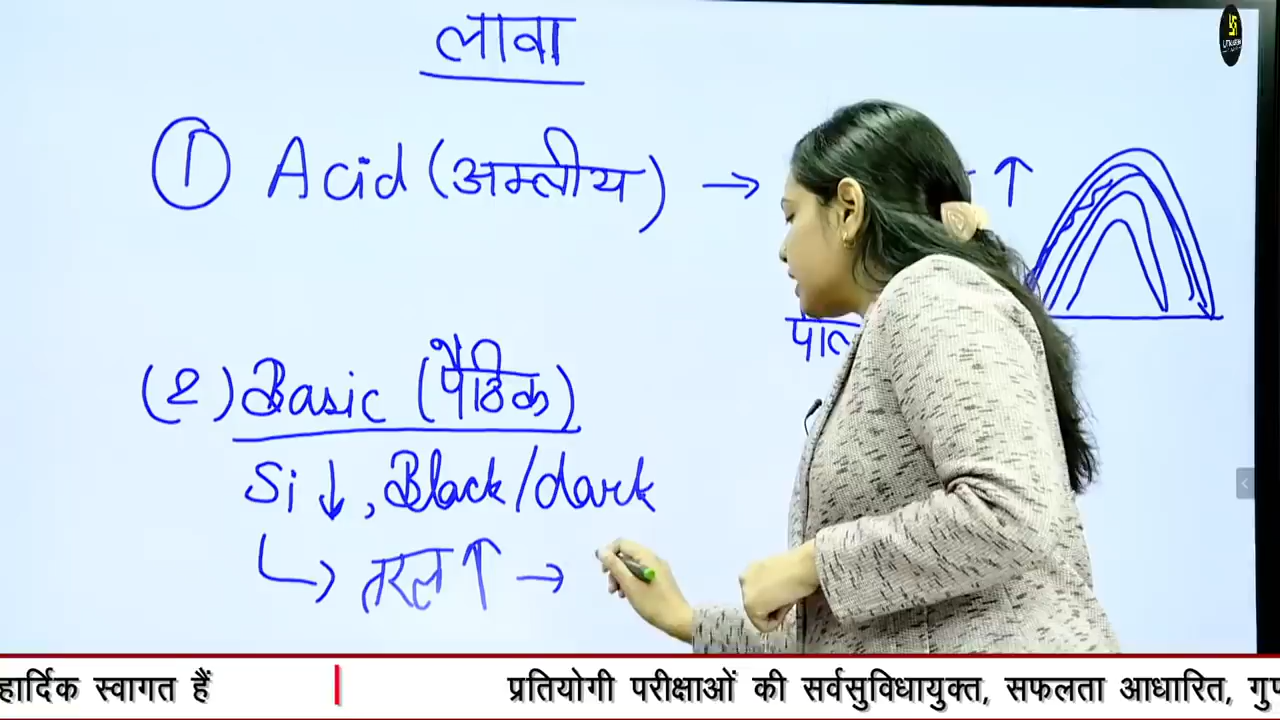 लावा
① Acid (अम्लीय) → ↑
(2) Basic (पैठिक)
Si ↓, Black/dark
↳ तरल ↑ →
हार्दिक स्वागत हैं | प्रतियोगी परीक्षाओं की सर्वसुविधायुक्त, सफलता आधारित, गुण